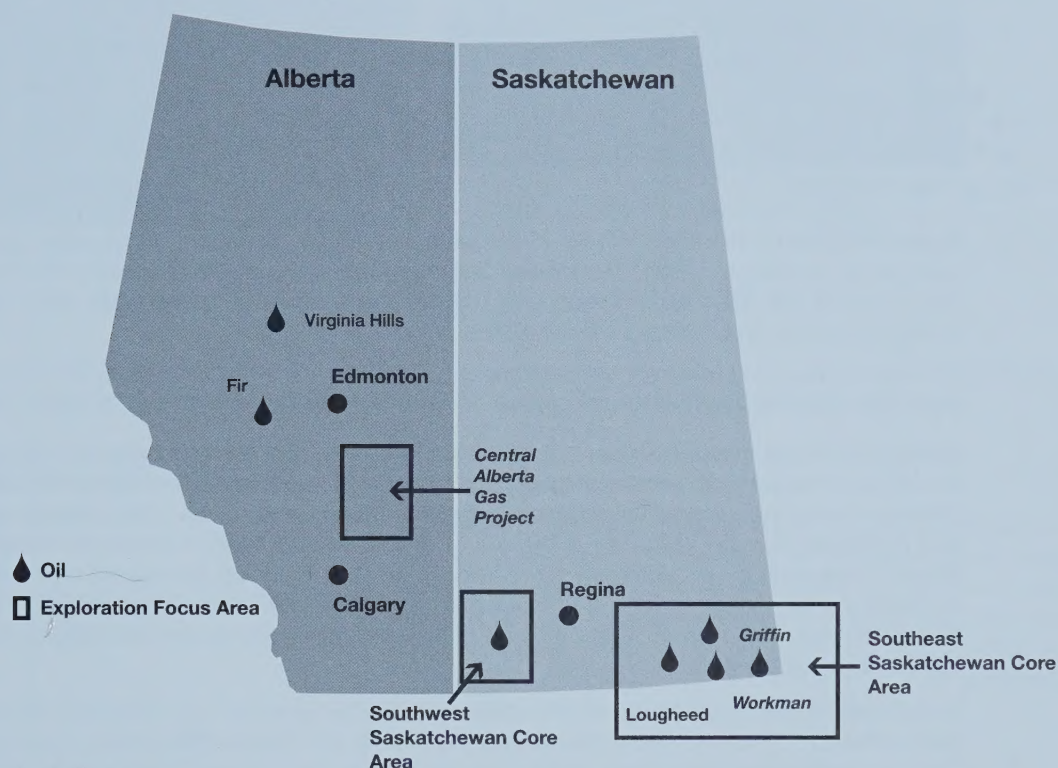 Alberta
Saskatchewan
Virginia Hills
Fir
Edmonton
Central
Alberta
Gas
Project
Oil
Exploration Focus Area
Calgary
Regina
Griffin
Southeast
Saskatchewan Core
Area
Workman
Lougheed
Southwest
Saskatchewan Core
Area